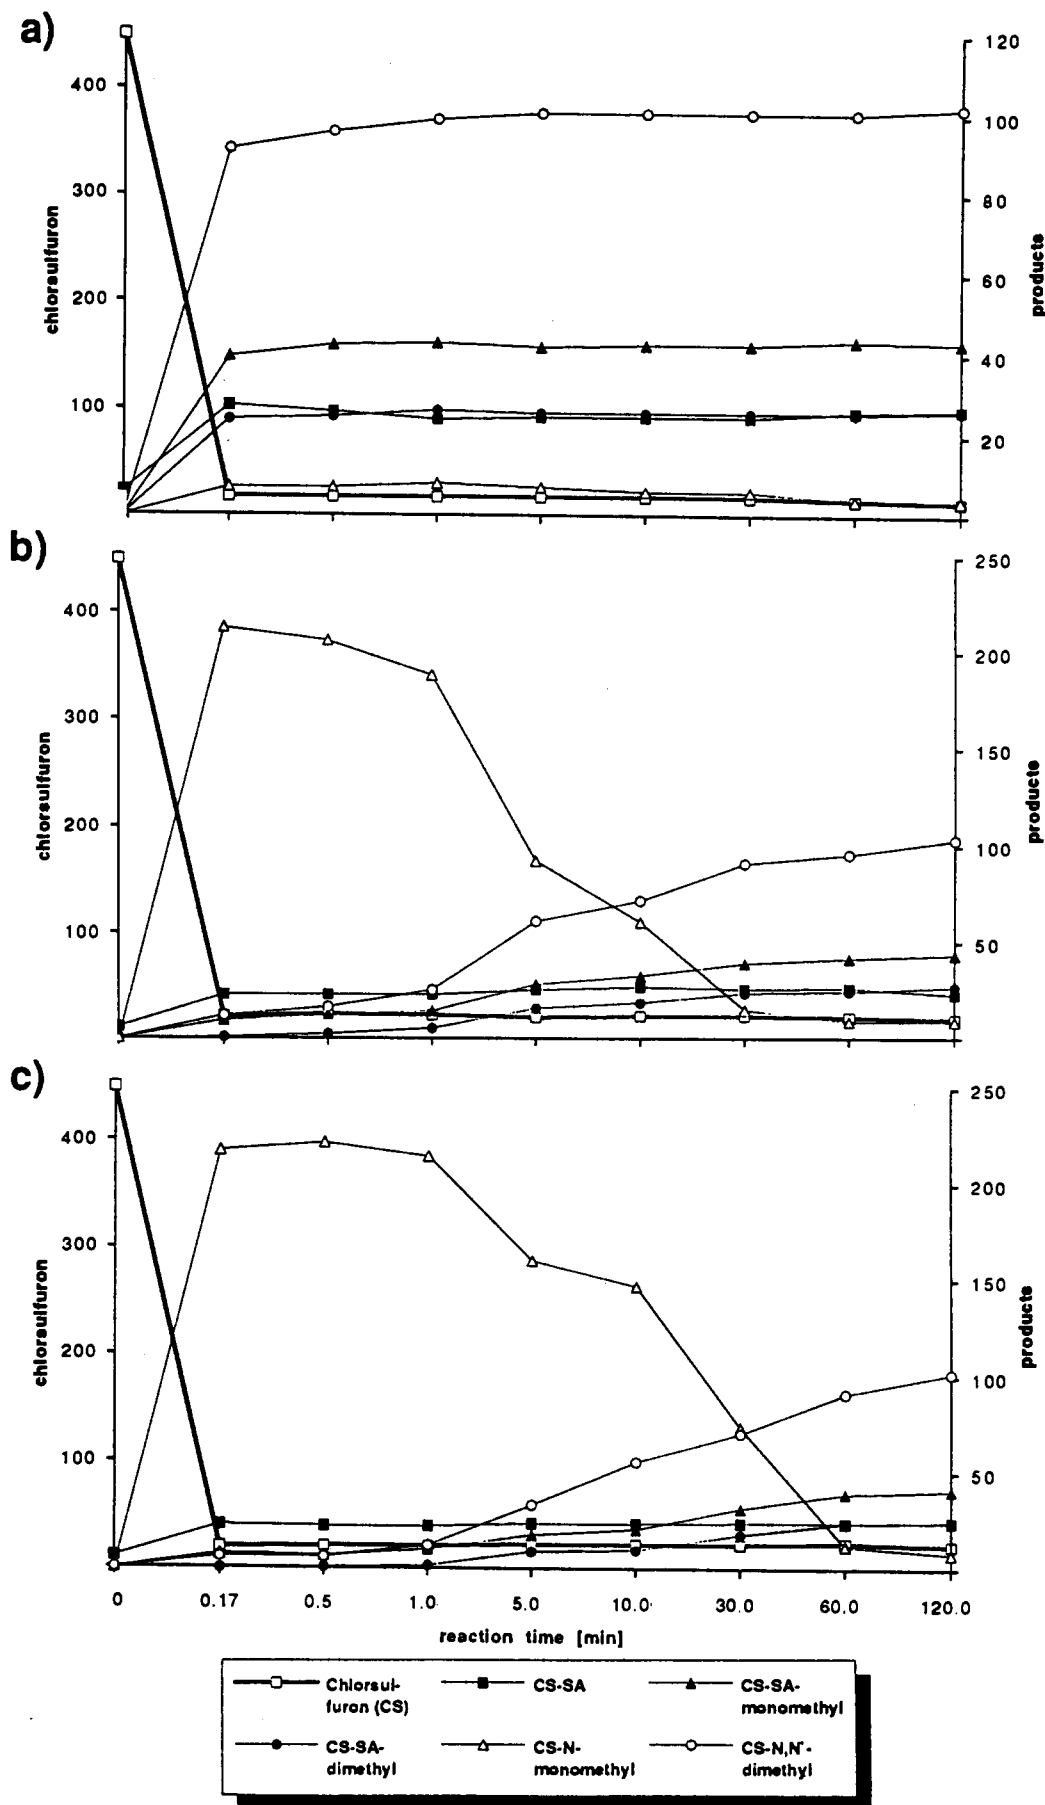 a)
120
400
100
300
80
chlorsulfuron
products
60
200
40
100
20
b)
250
400
200
300
150
chlorsulfuron
products
200
100
100
50
c)
250
400
200
300
150
chlorsulfuron
products
200
100
100
50
0 0.17 0.5 1.0 5.0 10.0 30.0 60.0 120.0
reaction time [min]
Chlorsul-
furon (CS)
CS-SA
CS-SA-
monomethyl
CS-SA-
dimethyl
CS-N-
monomethyl
CS-N,N'-
dimethyl